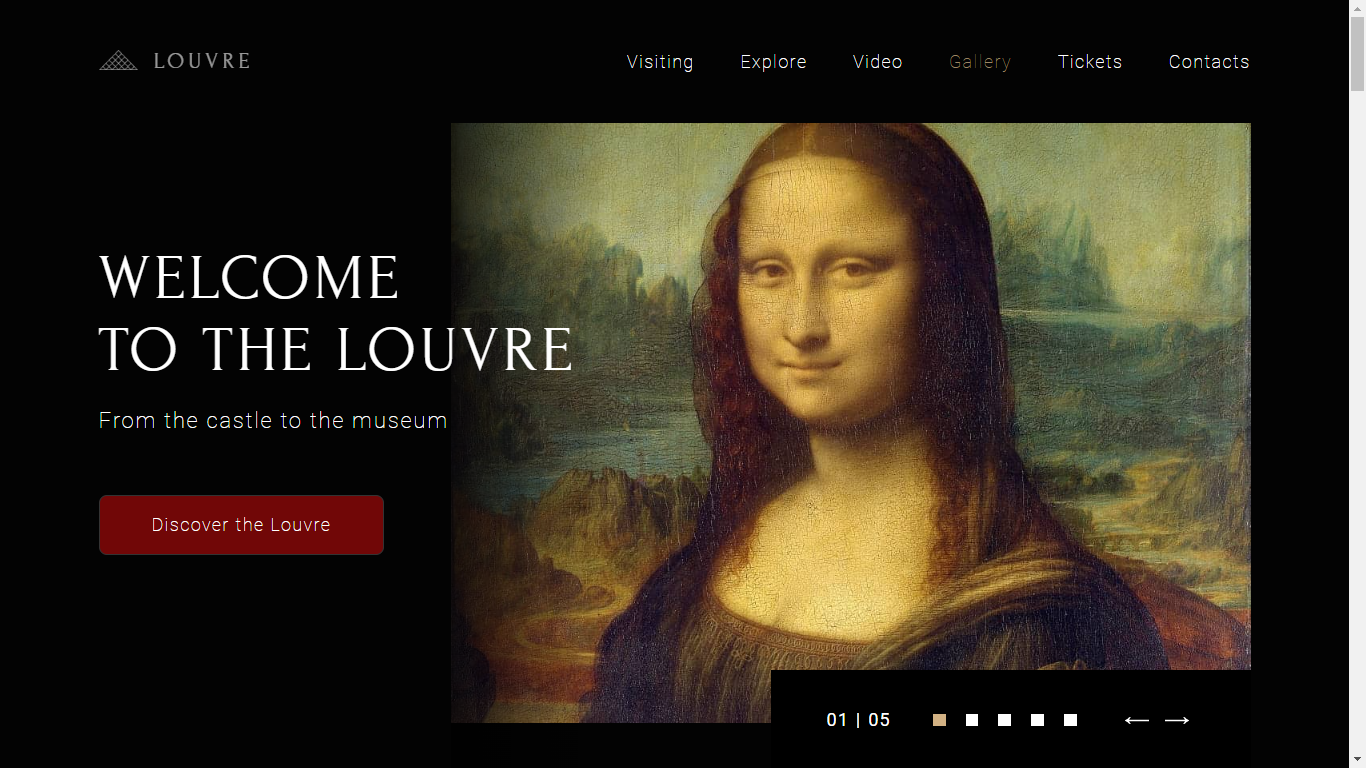 LOUVRE
Visiting Explore Video Gallery Tickets Contacts
WELCOME
TO THE LOUVRE
From the castle to the museum
Discover the Louvre
01 | 05